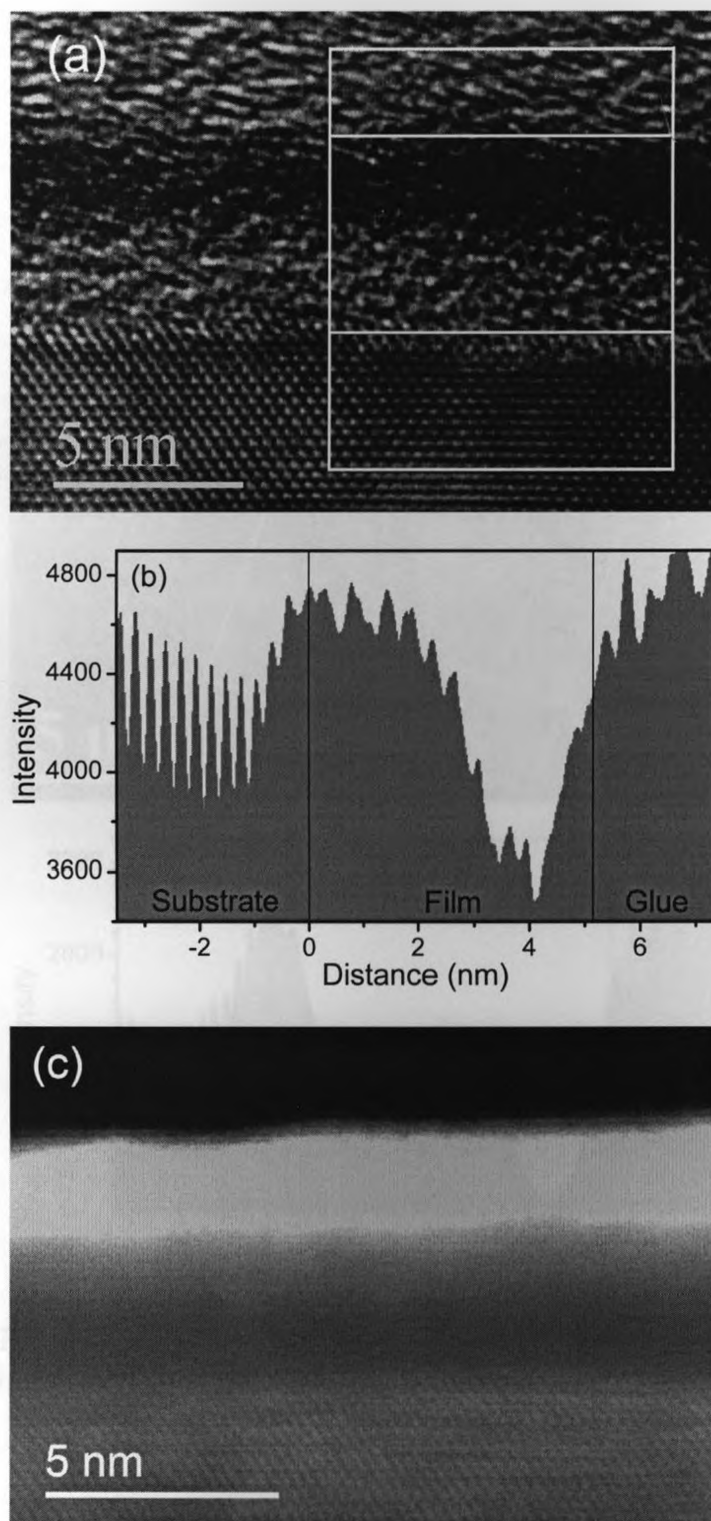 (a)
5 nm
(b)
4800
4400
4000
3600
Intensity
Substrate Film Glue
-2 0 2 4 6
Distance (nm)
(c)
5 nm